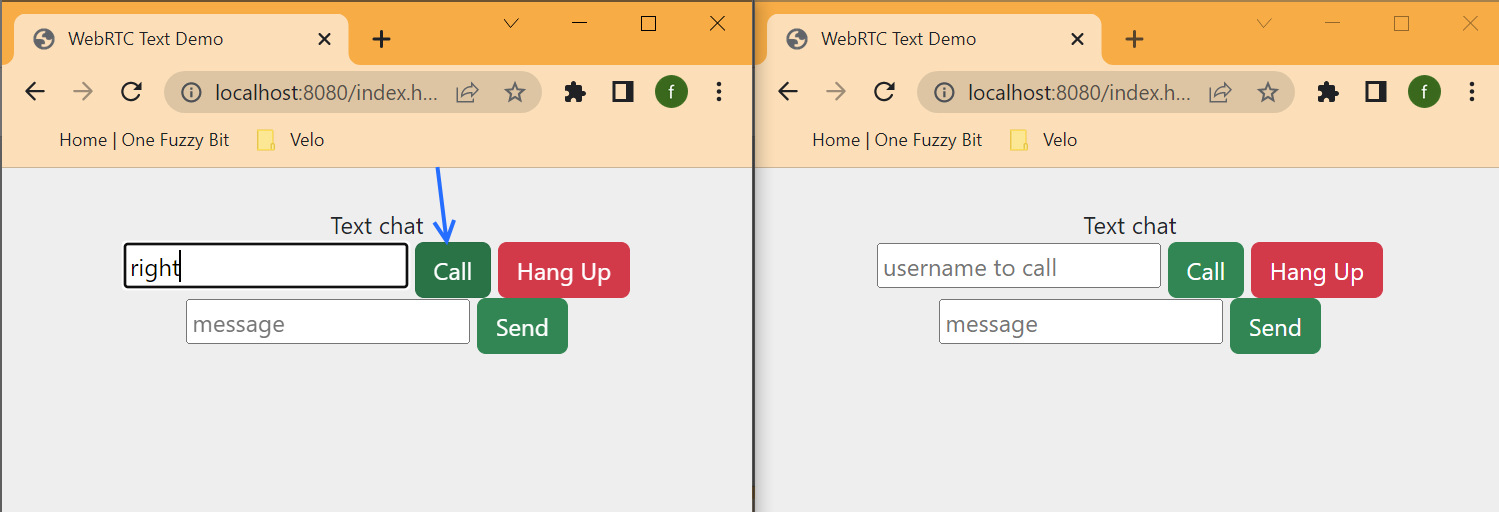 WebRTC Text Demo
localhost:8080/index.h...
f
Home | One Fuzzy Bit
Velo
Text chat
right
Call
Hang Up
message
Send
WebRTC Text Demo
localhost:8080/index.h...
f
Home | One Fuzzy Bit
Velo
Text chat
username to call
Call
Hang Up
message
Send